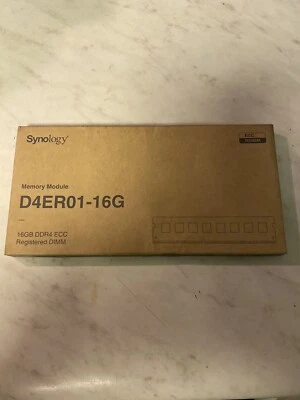 Synology
Memory Module
D4ER01-16G
16GB DDR4 ECC
Registered DIMM